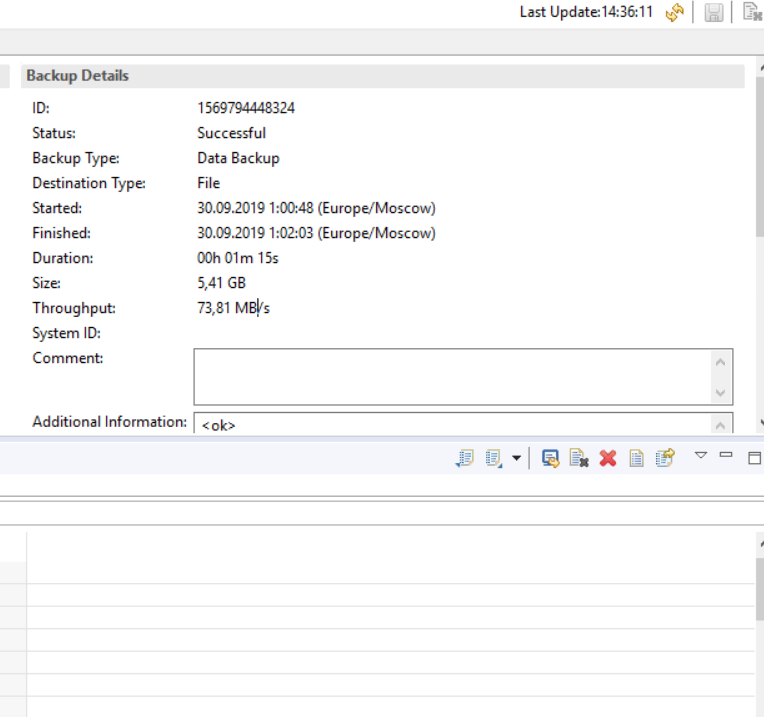 Last Update:14:36:11
Backup Details
ID: 1569794448324
Status: Successful
Backup Type: Data Backup
Destination Type: File
Started: 30.09.2019 1:00:48 (Europe/Moscow)
Finished: 30.09.2019 1:02:03 (Europe/Moscow)
Duration: 00h 01m 15s
Size: 5,41 GB
Throughput: 73,81 MB/s
System ID:
Comment:
Additional Information: <ok>